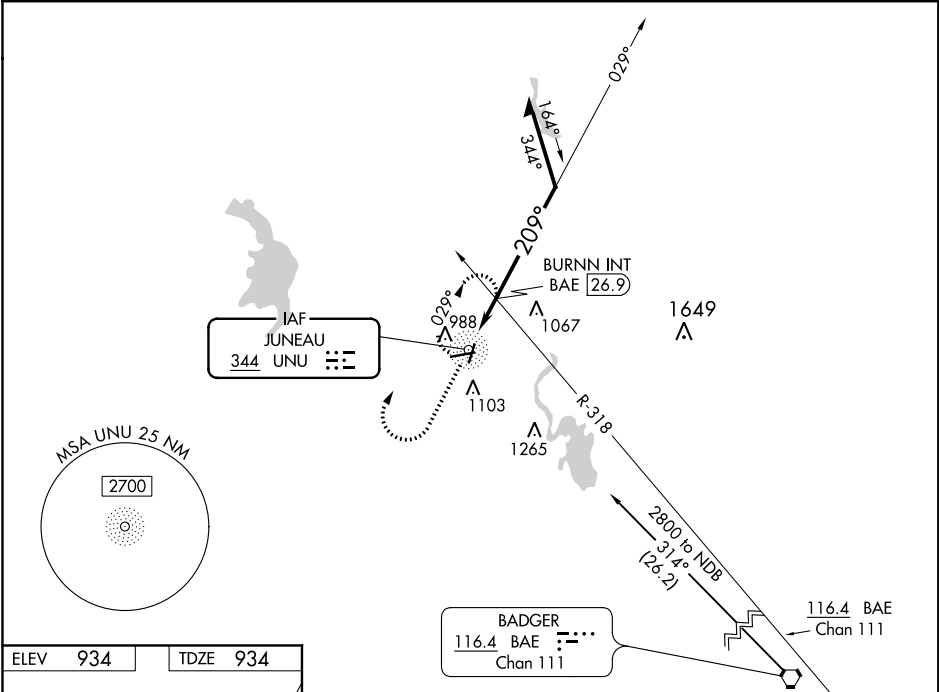 029°
164°
344°
209°
BURNN INT
BAE 26.9
029°
988
1067
1649
IAF
JUNEAU
344 UNU
1103
1265
R-318
MSA UNU 25 NM
2700
2800 to NDB
314°
(26.2)
BADGER
116.4 BAE
Chan 111
116.4 BAE
Chan 111
ELEV 934
TDZE 934